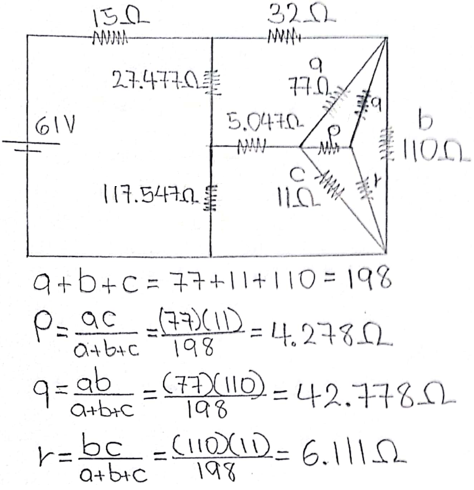 15Ω 32Ω
27.477Ω a
77Ω q
61V 5.047Ω ρ b
110Ω
117.547Ω c r
11Ω
a+b+c = 77+11+110 = 198
ρ = ac/a+b+c = (77)(11)/198 = 4.278Ω
q = ab/a+b+c = (77)(110)/198 = 42.778Ω
r = bc/a+b+c = (110)(11)/198 = 6.111Ω